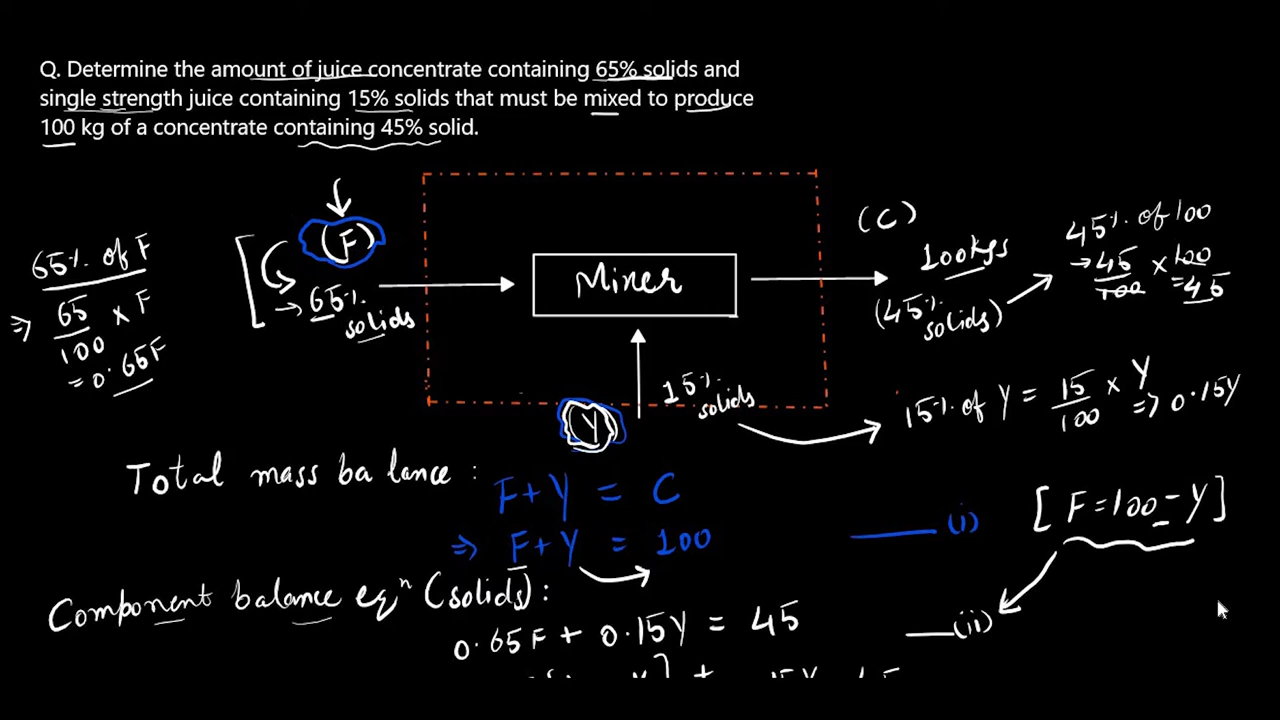 Q. Determine the amount of juice concentrate containing 65% solids and
single strength juice containing 15% solids that must be mixed to produce
100 kg of a concentrate containing 45% solid.
65% of F
⇒ 65/100 × F
= 0.65F
(F)
→ 65%
solids
Mixer
(C)
100kgs
(45%
solids)
45% of 100
→ 45/100 × 100
= 45
Y
15%
solids
15% of Y = 15/100 × Y
⇒ 0.15Y
Total mass balance :
F+Y = C
⇒ F+Y = 100 (i)
[F=100-Y]
Component balance eqⁿ (solids) :
0.65F + 0.15Y = 45 (ii)